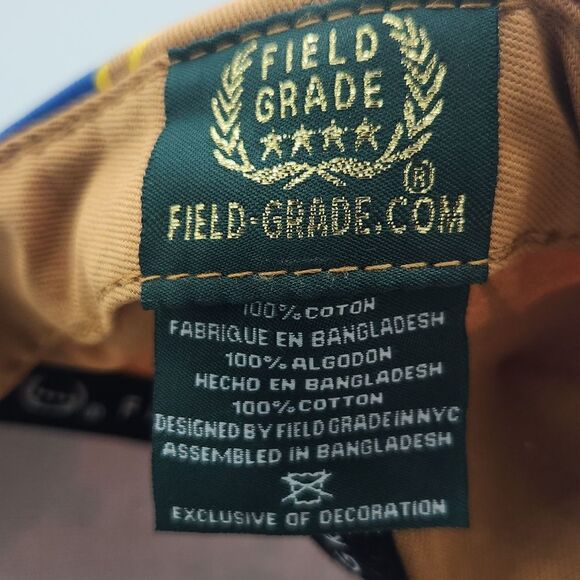 FIELD
GRADE
®
FIELD-GRADE.COM
100% COTON
FABRIQUE EN BANGLADESH
100% ALGODON
HECHO EN BANGLADESH
100% COTTON
DESIGNED BY FIELD GRADE IN NYC
ASSEMBLED IN BANGLADESH
EXCLUSIVE OF DECORATION